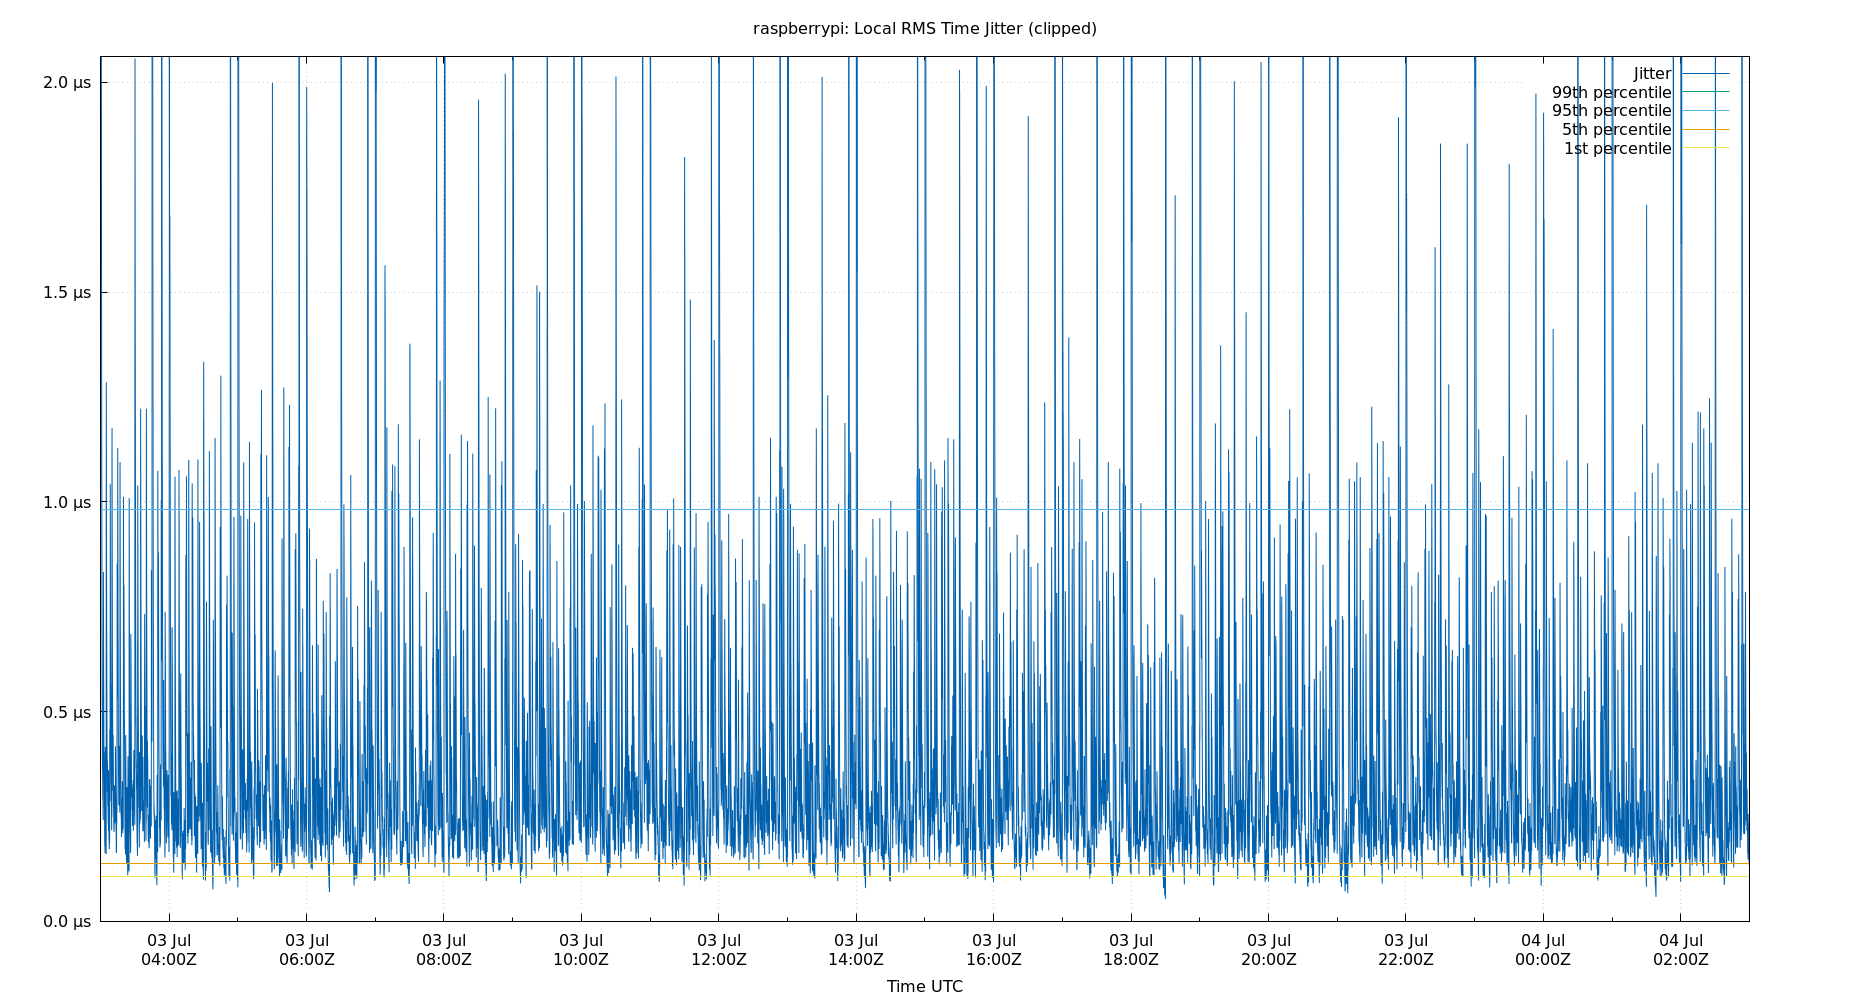 raspberrypi: Local RMS Time Jitter (clipped)
2.0 µs
1.5 µs
1.0 µs
0.5 µs
0.0 µs
Jitter
99th percentile
95th percentile
5th percentile
1st percentile
03 Jul 03 Jul 03 Jul 03 Jul 03 Jul 03 Jul 03 Jul 03 Jul 03 Jul 03 Jul 04 Jul 04 Jul
04:00Z 06:00Z 08:00Z 10:00Z 12:00Z 14:00Z 16:00Z 18:00Z 20:00Z 22:00Z 00:00Z 02:00Z
Time UTC